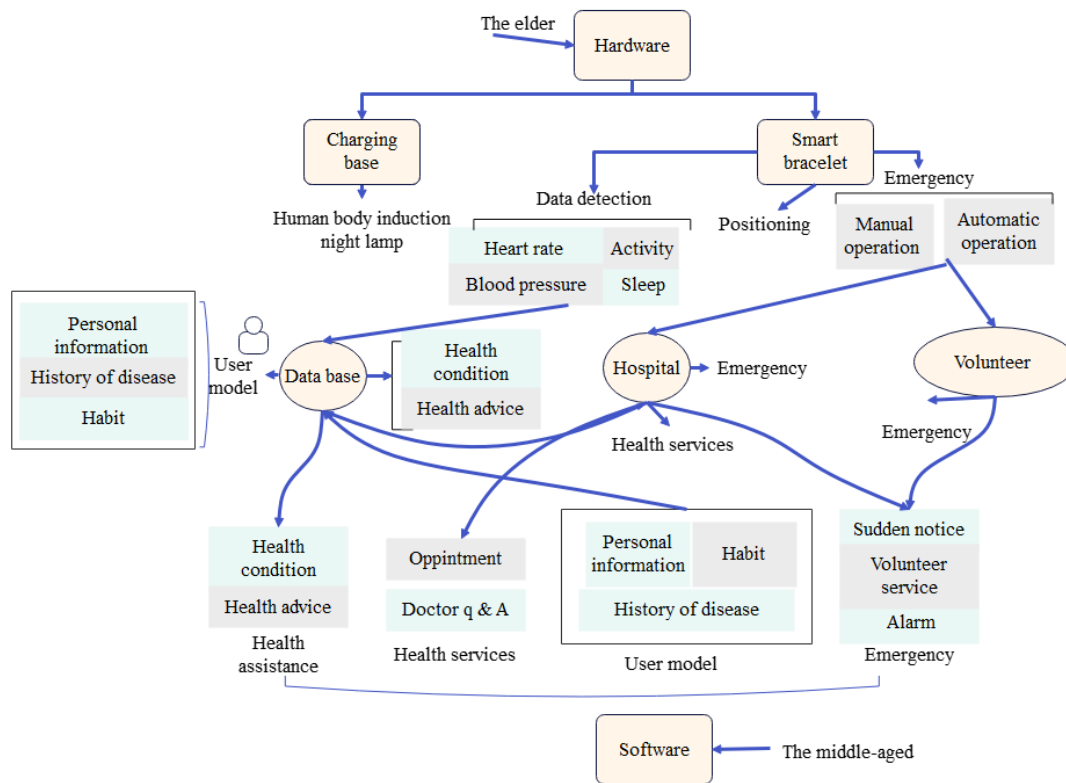 The elder
Hardware
Charging
base
Smart
bracelet
Human body induction
night lamp
Data detection
Positioning
Emergency
Heart rate
Activity
Blood pressure
Sleep
Manual
operation
Automatic
operation
Personal
information
History of disease
Habit
User
model
Data base
Health
condition
Health advice
Hospital
Emergency
Health services
Volunteer
Emergency
Health
condition
Health advice
Health
assistance
Oppintment
Doctor q & A
Health services
Personal
information
Habit
History of disease
User model
Sudden notice
Volunteer
service
Alarm
Emergency
Software
The middle-aged